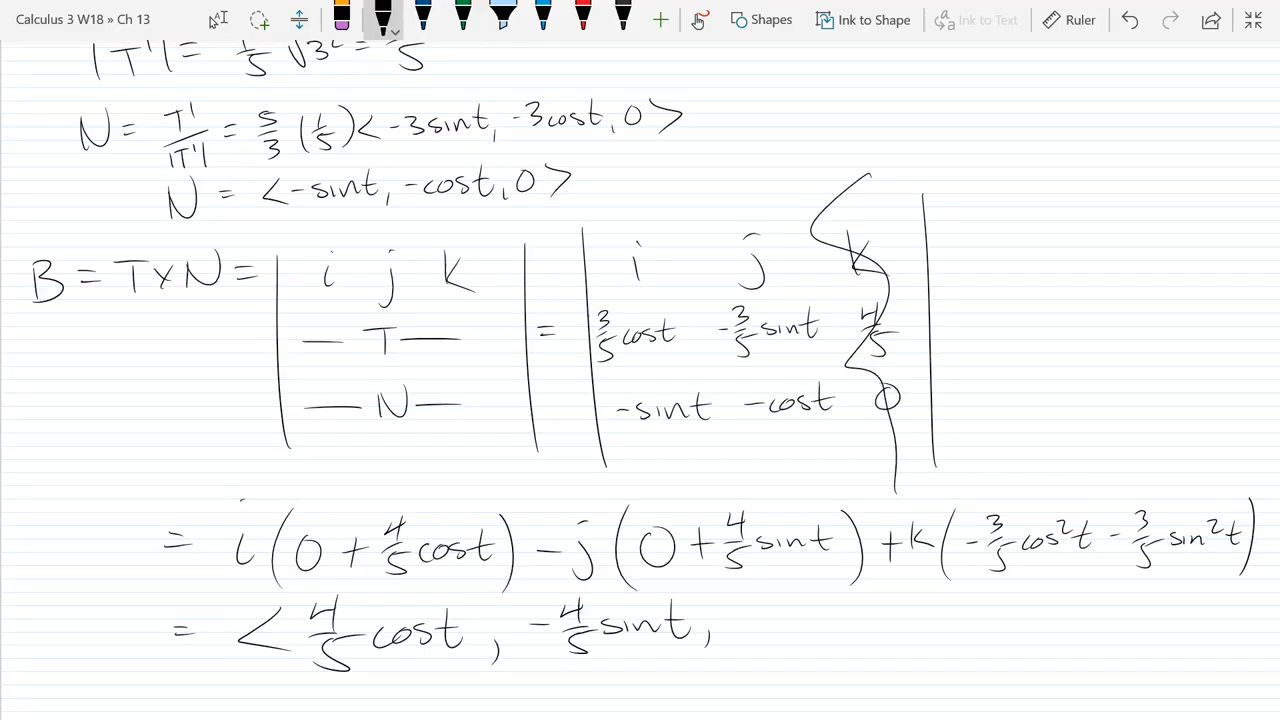 Calculus 3 W18 » Ch 13
Shapes Ink to Shape Ink to Text Ruler
|T'| = 1/5 √3² = /5
N = T'/|T'| = 5/3 (1/5) < -3sint, -3cost, 0 >
N = < -sint, -cost, 0 >
B = T×N = | i j k | = | i j k |
— T — 3/5 cost -3/5 sint 4/5
— N — -sint -cost 0
= i(0 + 4/5 cost) - j(0 + 4/5 sint) + k(-3/5 cos²t - 3/5 sin²t)
= < 4/5 cost, -4/5 sint,